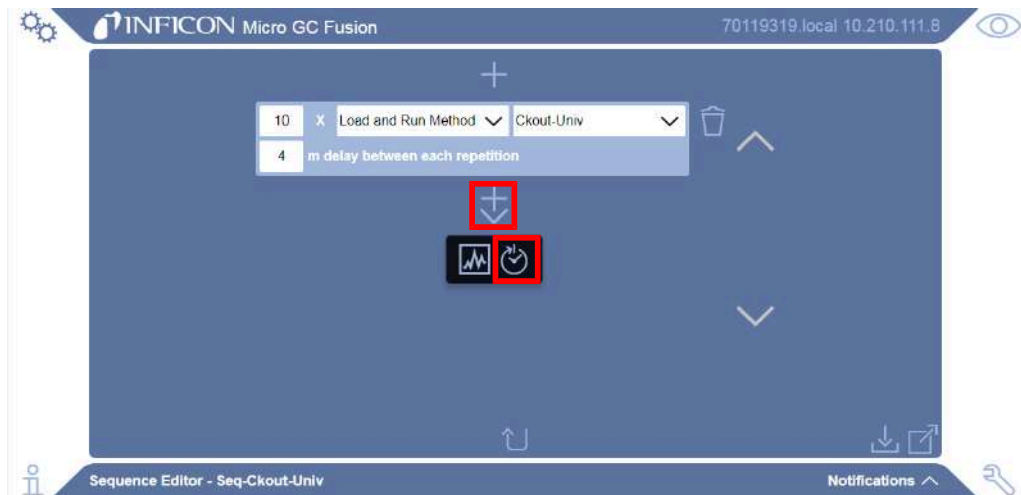 INFICON Micro GC Fusion
70119319.local 10.210.111.8
10 X Load and Run Method Ckout-Univ
4 m delay between each repetition
Sequence Editor - Seq-Ckout-Univ
Notifications